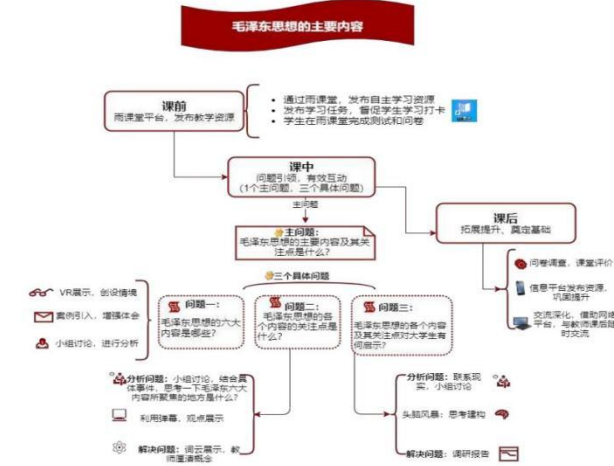 毛泽东思想的主要内容
课前
雨课堂平台，发布教学资源
通过雨课堂，发布自主学习资源
发布学习任务，督促学生学习打卡
学生在雨课堂完成测试和问卷
课中
问题引领，有效互动
(1个主问题，三个具体问题)
主问题
主问题：
毛泽东思想的主要内容及其关
注点是什么？
课后
拓展提升、奠定基础
问卷调查，课堂评价
信息平台发布资源，
巩固提升
交流深化，借助网络
平台，与教师课后随
时交流
三个具体问题
VR展示，创设情境
案例引入，增强体会
小组讨论，进行分析
问题一：
毛泽东思想的六大
内容是哪些？
问题二：
毛泽东思想的各
个内容的关注点是
什么？
问题三：
毛泽东思想的各个内容
及其关注点对大学生有
何启示？
分析问题：小组讨论，结合具
体事件，思考一下毛泽东六大
内容所聚焦的地方是什么？
利用弹幕，观点展示
解决问题：词云展示，教
师厘清概念
分析问题：联系现
实，小组讨论
头脑风暴：思考建构
解决问题：调研报告